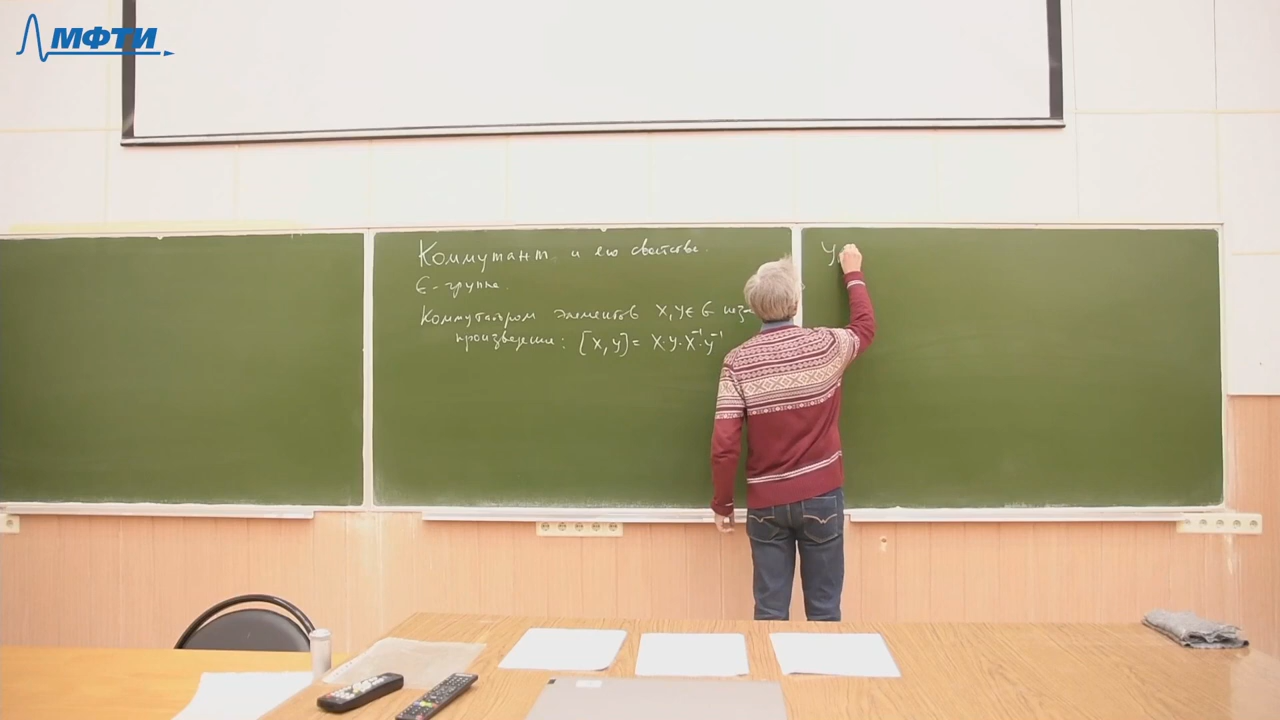 МФТИ
Коммутант и его свойства.
G - группа.
Коммутатором элементов x, y ∈ G наз-
произведение: [x, y] = x·y·x⁻¹·y⁻¹